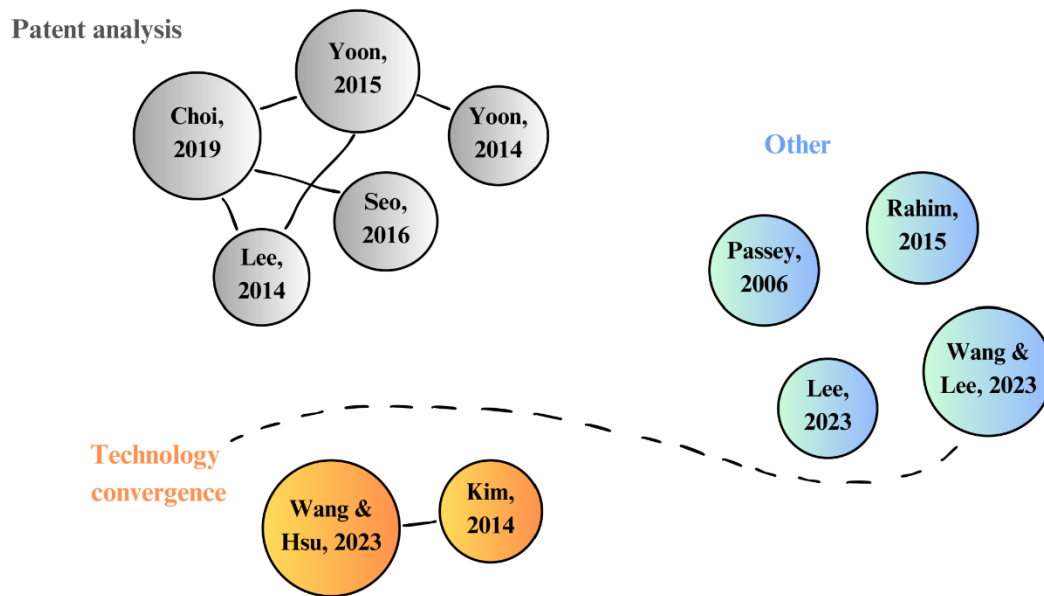 Patent analysis
Yoon,
2015
Choi,
2019
Yoon,
2014
Seo,
2016
Lee,
2014
Other
Rahim,
2015
Passey,
2006
Wang &
Lee, 2023
Lee,
2023
Technology
convergence
Wang &
Hsu, 2023
Kim,
2014